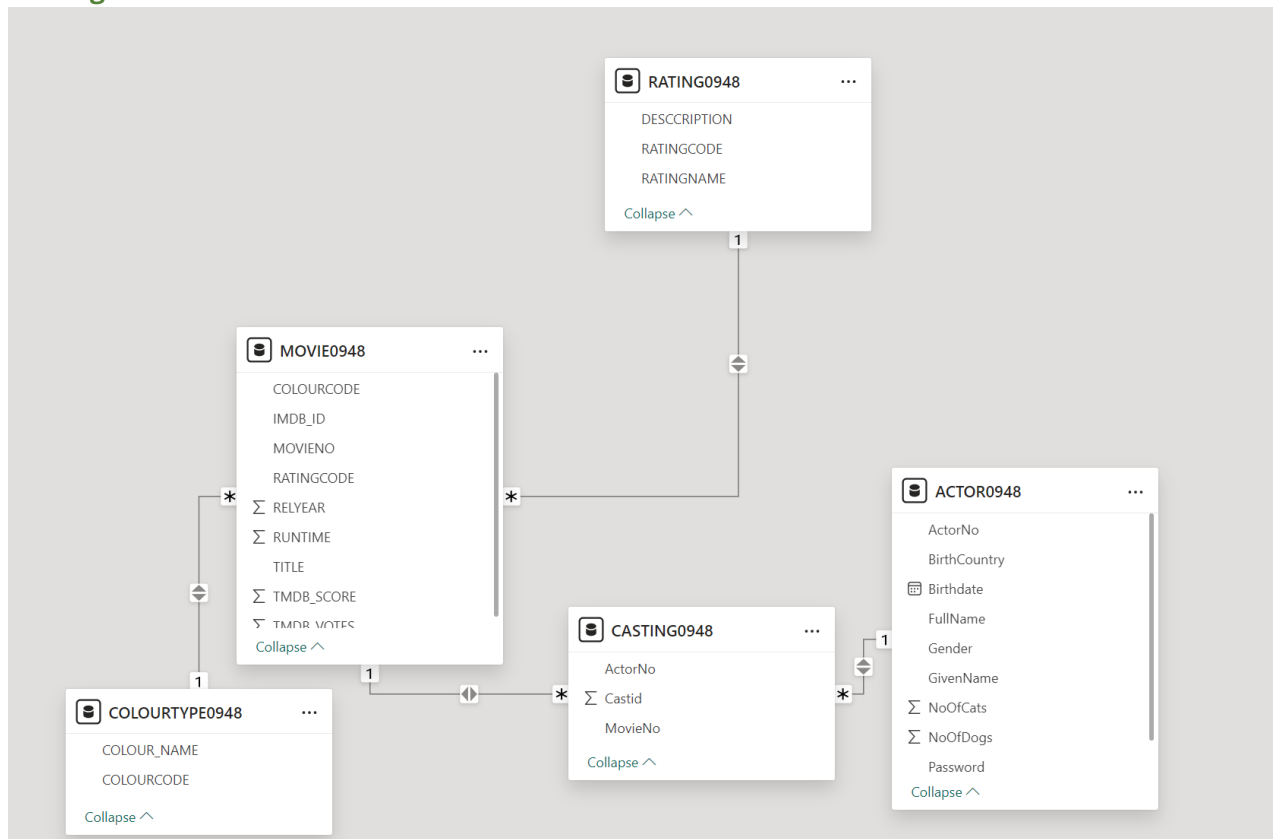 RATING0948
DESCCRIPTION
RATINGCODE
RATINGNAME
Collapse
1
MOVIE0948
COLOURCODE
IMDB_ID
MOVIENO
RATINGCODE
Σ RELYEAR
Σ RUNTIME
TITLE
Σ TMDB_SCORE
Σ TMDB_VOTES
Collapse
*
*
1
1
COLOURTYPE0948
COLOUR_NAME
COLOURCODE
Collapse
CASTING0948
ActorNo
Σ Castid
MovieNo
Collapse
*
*
1
ACTOR0948
ActorNo
BirthCountry
Birthdate
FullName
Gender
GivenName
Σ NoOfCats
Σ NoOfDogs
Password
Collapse